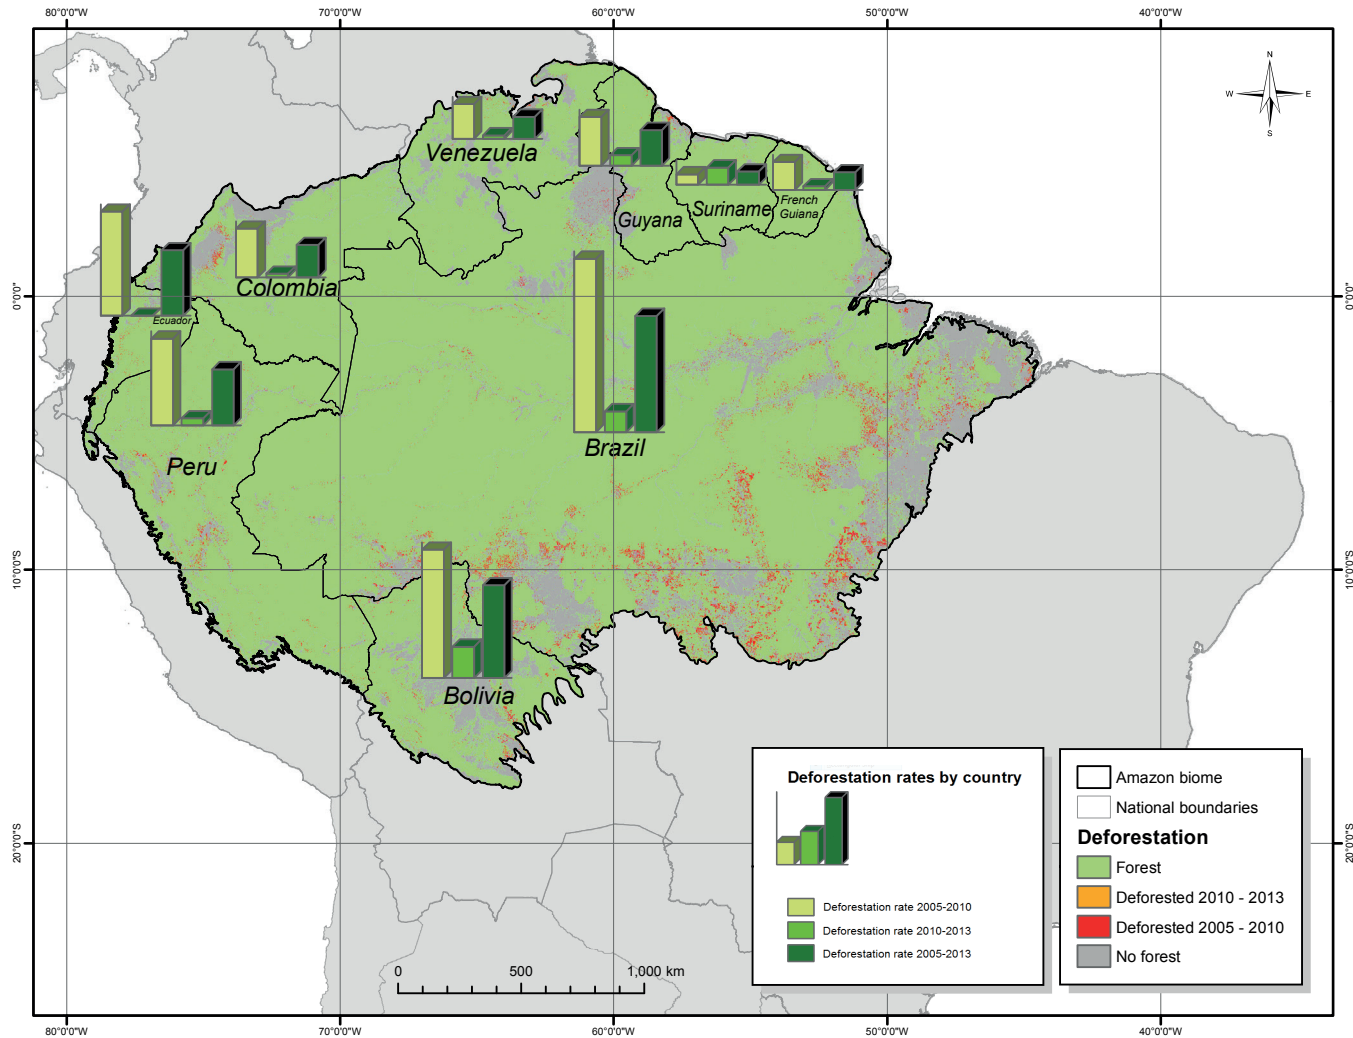 80°0'0"W 70°0'0"W 60°0'0"W 50°0'0"W 40°0'0"W
N
W E
S
Venezuela
Guyana
Suriname
French
Guiana
Colombia
0°0'0" 0°0'0"
Ecuador
Brazil
Peru
10°0'0"S 10°0'0"S
Bolivia
20°0'0"S 20°0'0"S
Deforestation rates by country
Deforestation rate 2005-2010
Deforestation rate 2010-2013
Deforestation rate 2005-2013
Amazon biome
National boundaries
Deforestation
Forest
Deforested 2010 - 2013
Deforested 2005 - 2010
No forest
0 500 1,000 km
80°0'0"W 70°0'0"W 60°0'0"W 50°0'0"W 40°0'0"W